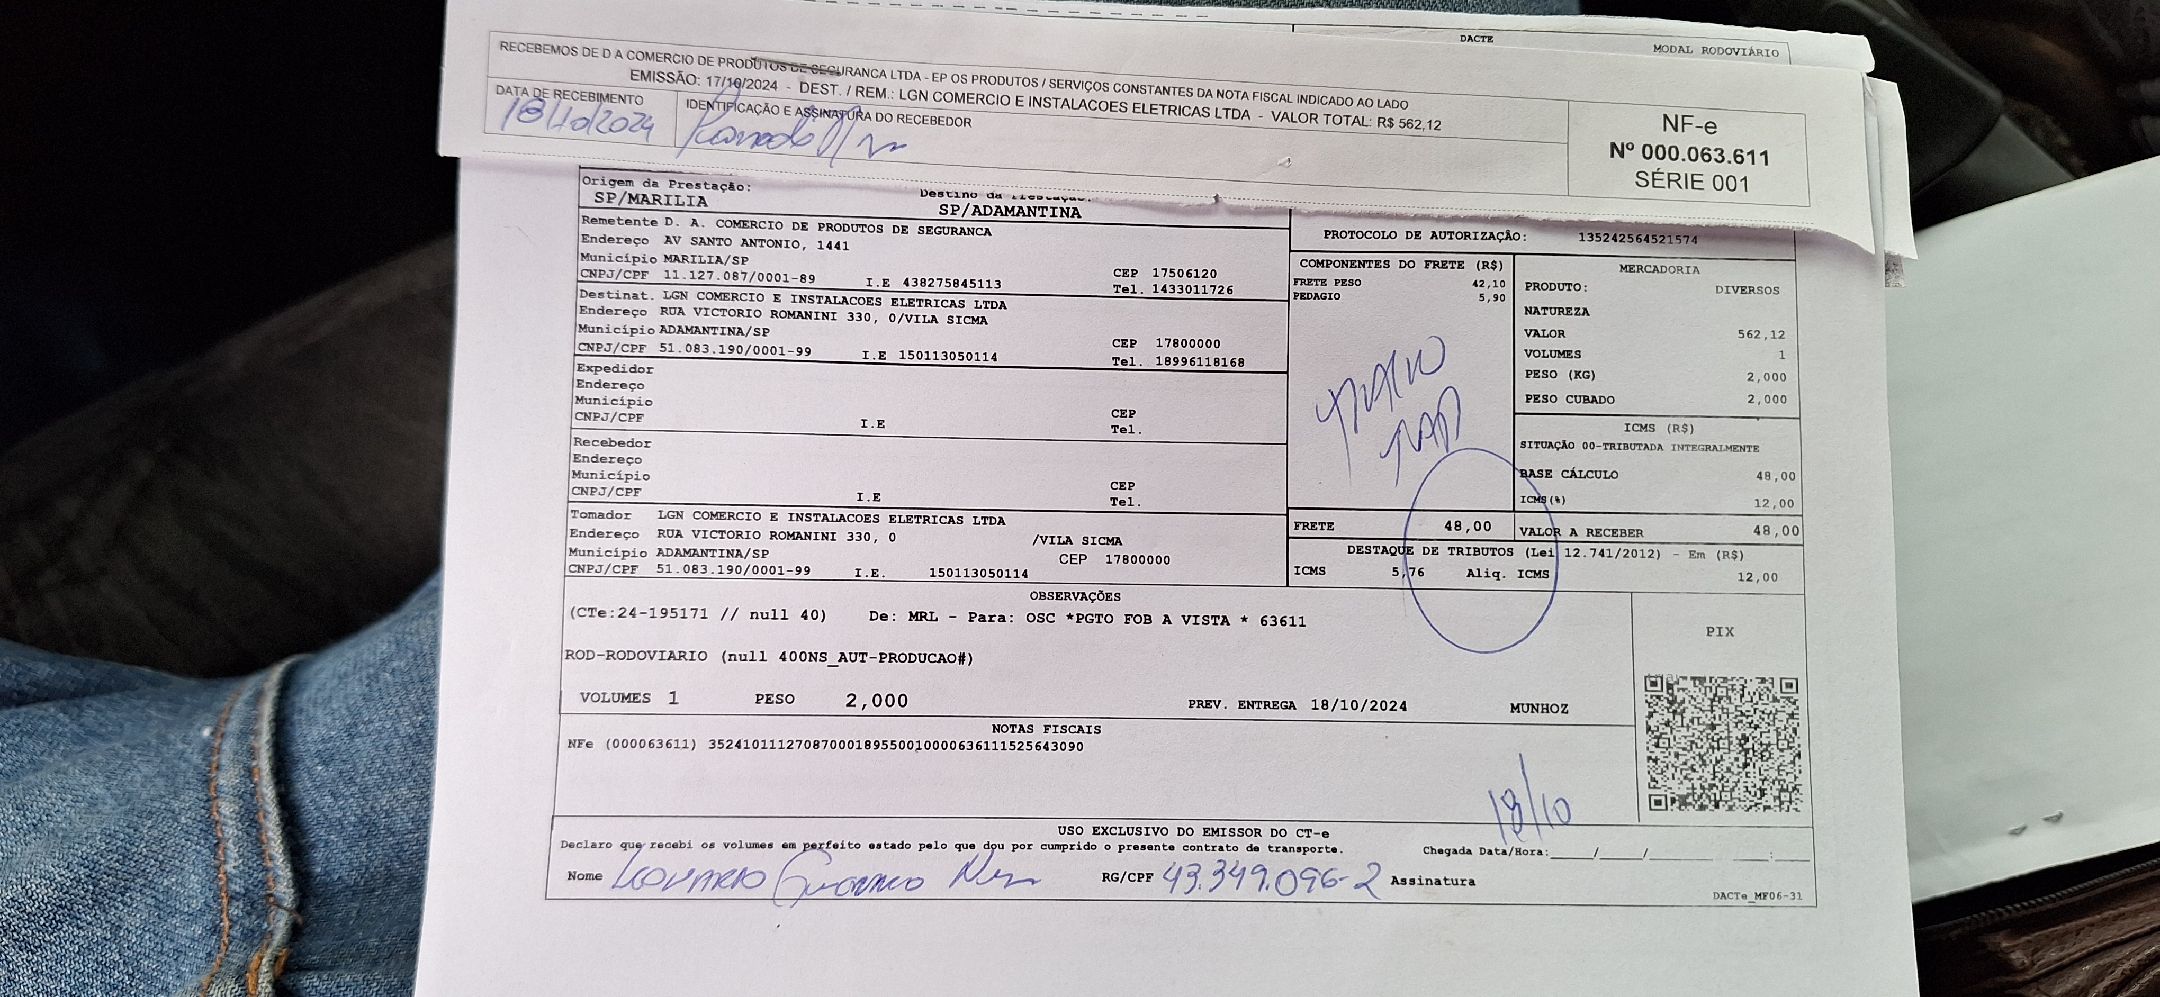 DACTE
MODAL RODOVIÁRIO
RECEBEMOS DE D A COMERCIO DE PRODUTOS DE SEGURANCA LTDA - EP OS PRODUTOS / SERVIÇOS CONSTANTES DA NOTA FISCAL INDICADO AO LADO
EMISSÃO: 17/10/2024 - DEST. / REM.: LGN COMERCIO E INSTALACOES ELETRICAS LTDA - VALOR TOTAL: R$ 562,12
DATA DE RECEBIMENTO
18/10/2024
IDENTIFICAÇÃO E ASSINATURA DO RECEBEDOR
NF-e
Nº 000.063.611
SÉRIE 001
Origem da Prestação:
SP/MARILIA
Destino da Prestação:
SP/ADAMANTINA
Remetente D. A. COMERCIO DE PRODUTOS DE SEGURANCA
Endereço AV SANTO ANTONIO, 1441
Município MARILIA/SP
CNPJ/CPF 11.127.087/0001-89 I.E 438275845113
CEP 17506120
Tel. 1433011726
Destinat. LGN COMERCIO E INSTALACOES ELETRICAS LTDA
Endereço RUA VICTORIO ROMANINI 330, 0/VILA SICMA
Município ADAMANTINA/SP
CNPJ/CPF 51.083.190/0001-99 I.E 150113050114
CEP 17800000
Tel. 18996118168
Expedidor
Endereço
Município
CNPJ/CPF I.E
CEP
Tel.
Recebedor
Endereço
Município
CNPJ/CPF I.E
CEP
Tel.
Tomador LGN COMERCIO E INSTALACOES ELETRICAS LTDA
Endereço RUA VICTORIO ROMANINI 330, 0 /VILA SICMA
Município ADAMANTINA/SP CEP 17800000
CNPJ/CPF 51.083.190/0001-99 I.E. 150113050114
PROTOCOLO DE AUTORIZAÇÃO: 135242564521574
COMPONENTES DO FRETE (R$)
FRETE PESO 42,10
PEDAGIO 5,90
FRETE 48,00
MERCADORIA
PRODUTO: DIVERSOS
NATUREZA
VALOR 562,12
VOLUMES 1
PESO (KG) 2,000
PESO CUBADO 2,000
ICMS (R$)
SITUAÇÃO 00-TRIBUTADA INTEGRALMENTE
BASE CÁLCULO 48,00
ICMS(%) 12,00
VALOR A RECEBER 48,00
DESTAQUE DE TRIBUTOS (Lei 12.741/2012) - Em (R$)
ICMS 5,76 Aliq. ICMS 12,00
OBSERVAÇÕES
(CTe:24-195171 // null 40) De: MRL - Para: OSC *PGTO FOB A VISTA * 63611
ROD-RODOVIARIO (null 400NS_AUT-PRODUCAO#)
VOLUMES 1 PESO 2,000 PREV. ENTREGA 18/10/2024 MUNHOZ
PIX
NOTAS FISCAIS
NFe (000063611) 35241011127087000189550010000636111525643090
18/10
USO EXCLUSIVO DO EMISSOR DO CT-e
Declaro que recebi os volumes em perfeito estado pelo que dou por cumprido o presente contrato de transporte.
Chegada Data/Hora:____/____/____ ____:____
Nome
RG/CPF 43.349.096-2 Assinatura
DACTe_MF06-31